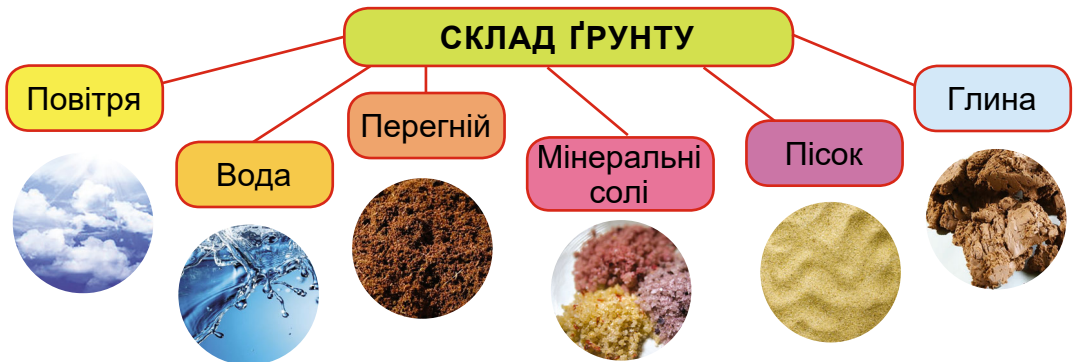 СКЛАД ҐРУНТУ
Повітря
Вода
Перегній
Мінеральні
солі
Пісок
Глина